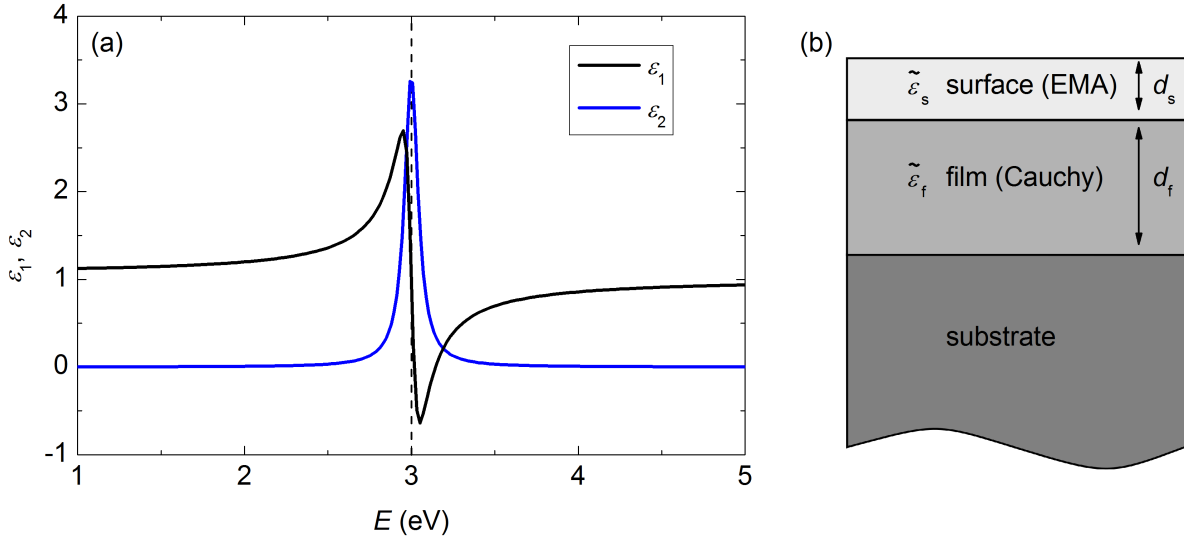 (a)
4
3
2
1
0
-1
ε₁, ε₂
1
2
3
4
5
E (eV)
ε₁
ε₂
(b)
ε̃ₛ surface (EMA) dₛ
ε̃f film (Cauchy) df
substrate